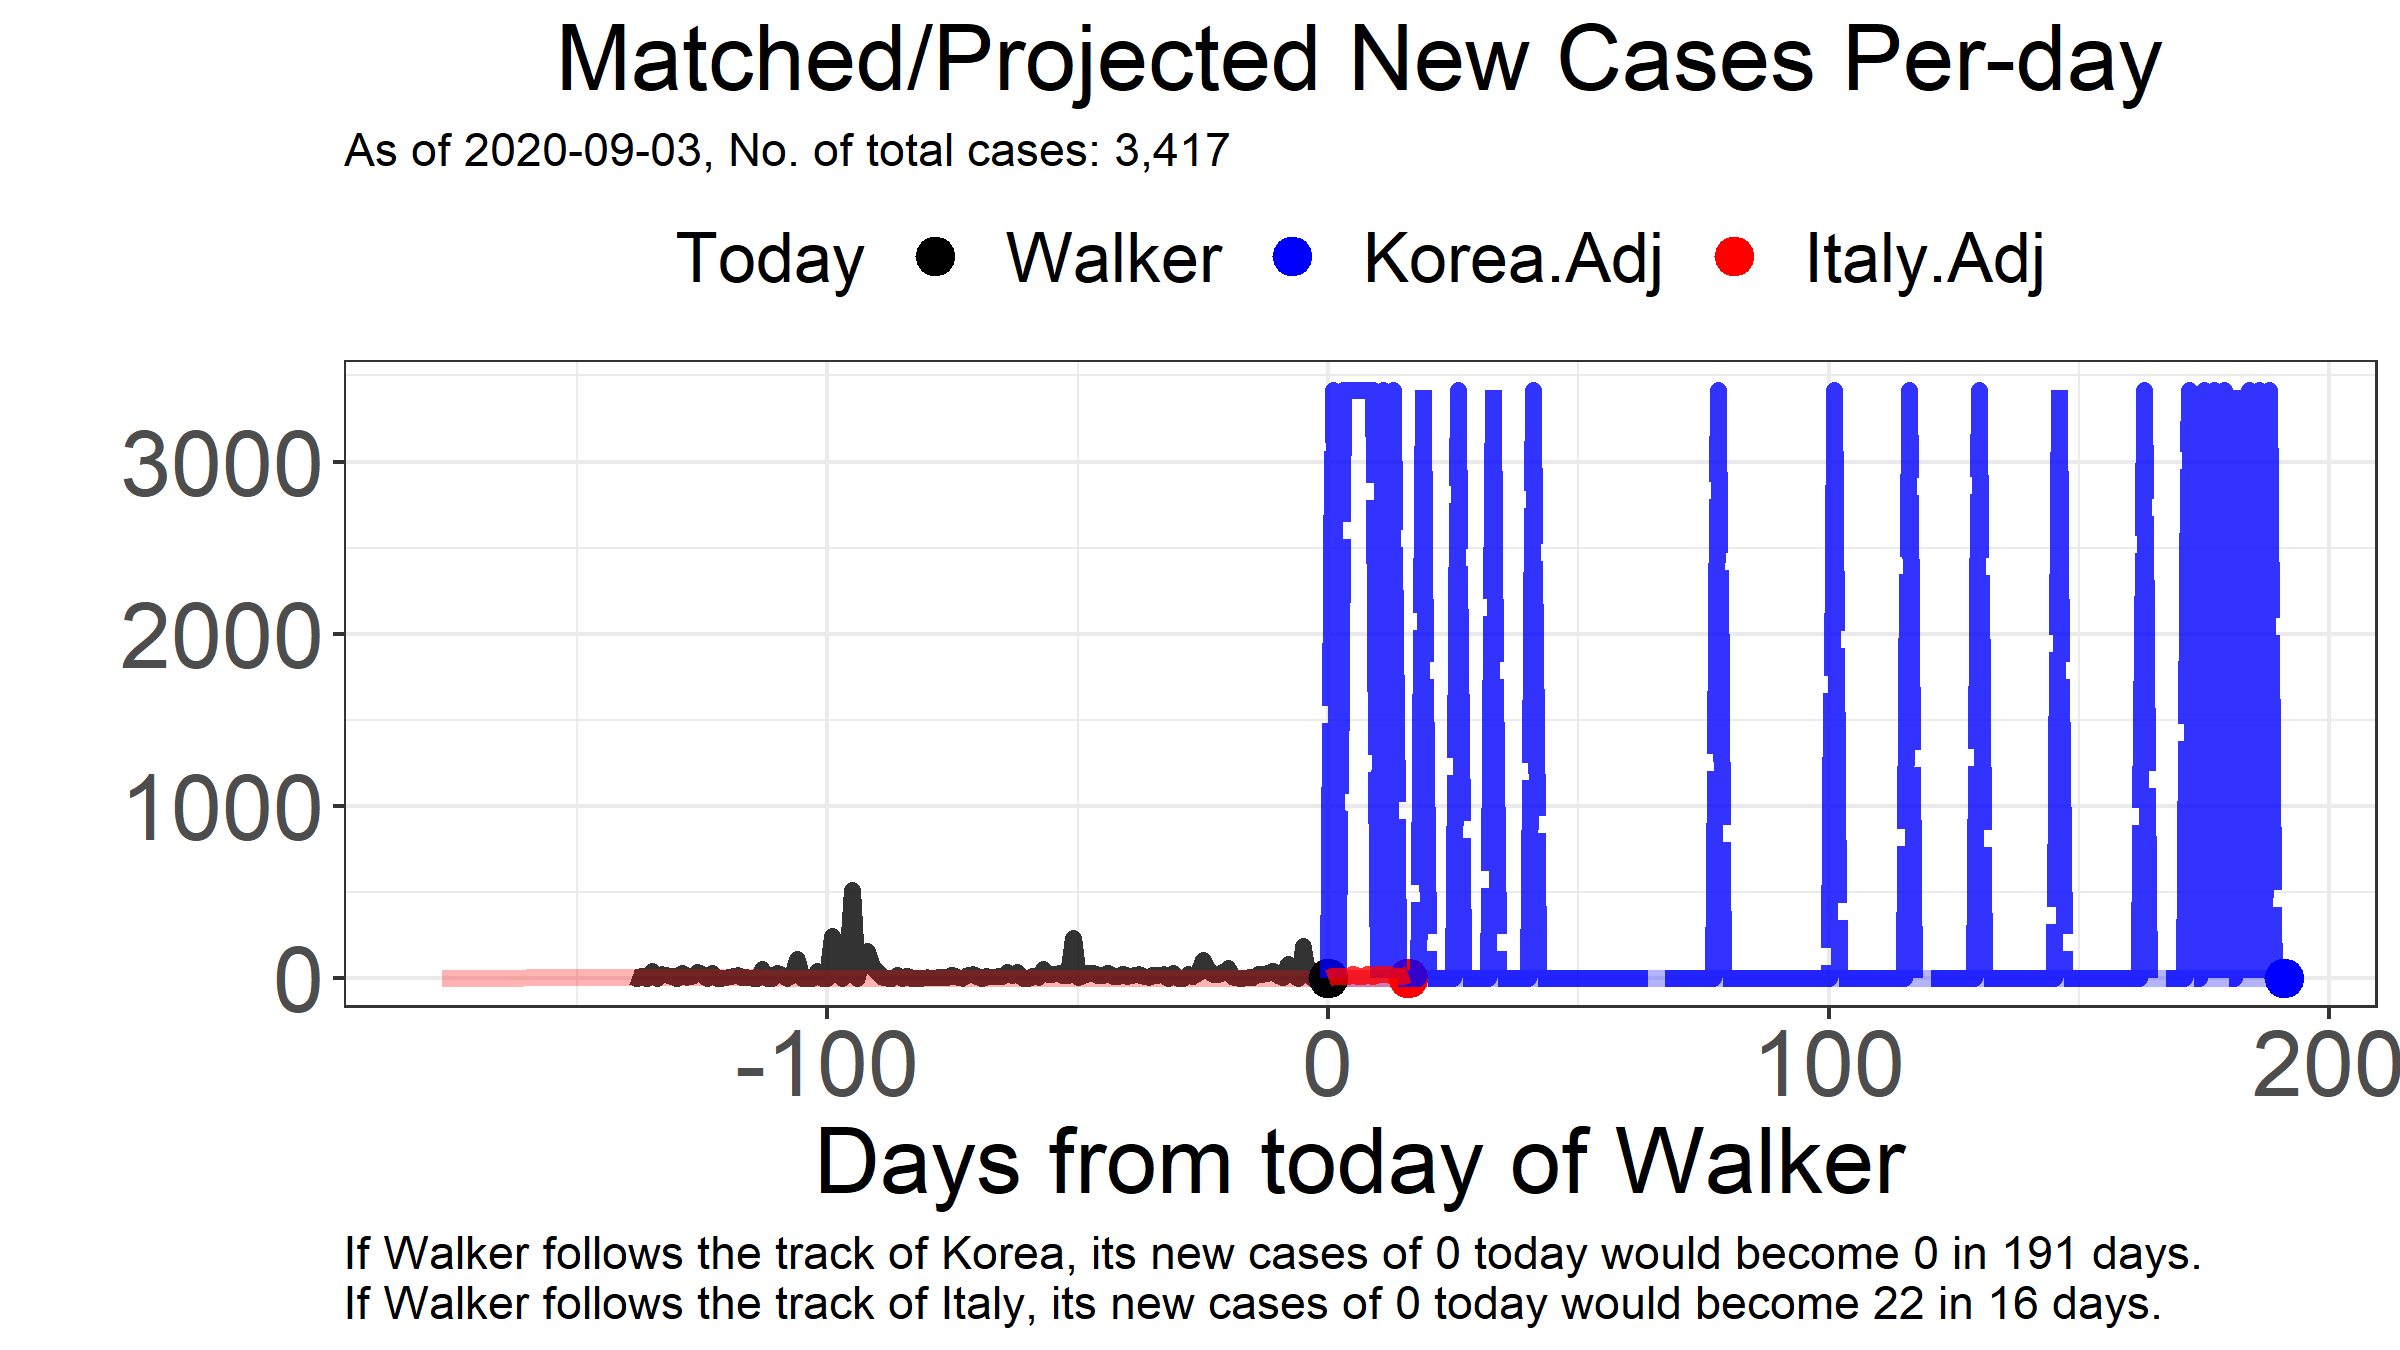 Matched/Projected New Cases Per-day
As of 2020-09-03, No. of total cases: 3,417
Today Walker Korea.Adj Italy.Adj
3000
2000
1000
0
-100 0 100 200
Days from today of Walker
If Walker follows the track of Korea, its new cases of 0 today would become 0 in 191 days.
If Walker follows the track of Italy, its new cases of 0 today would become 22 in 16 days.